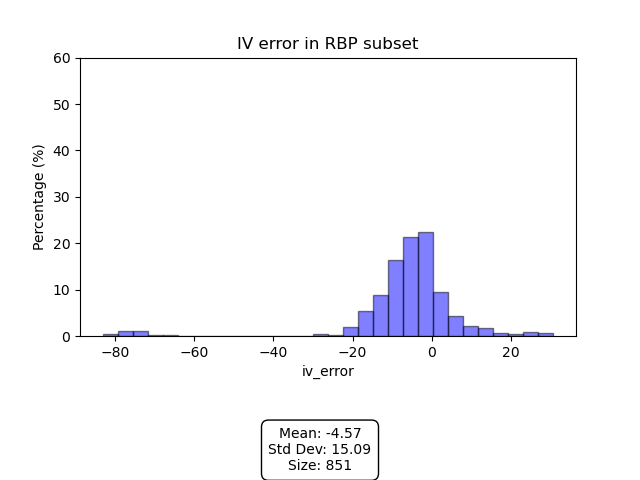 IV error in RBP subset
60
50
40
30
20
10
0
Percentage (%)
−80 −60 −40 −20 0 20
iv_error
Mean: -4.57
Std Dev: 15.09
Size: 851